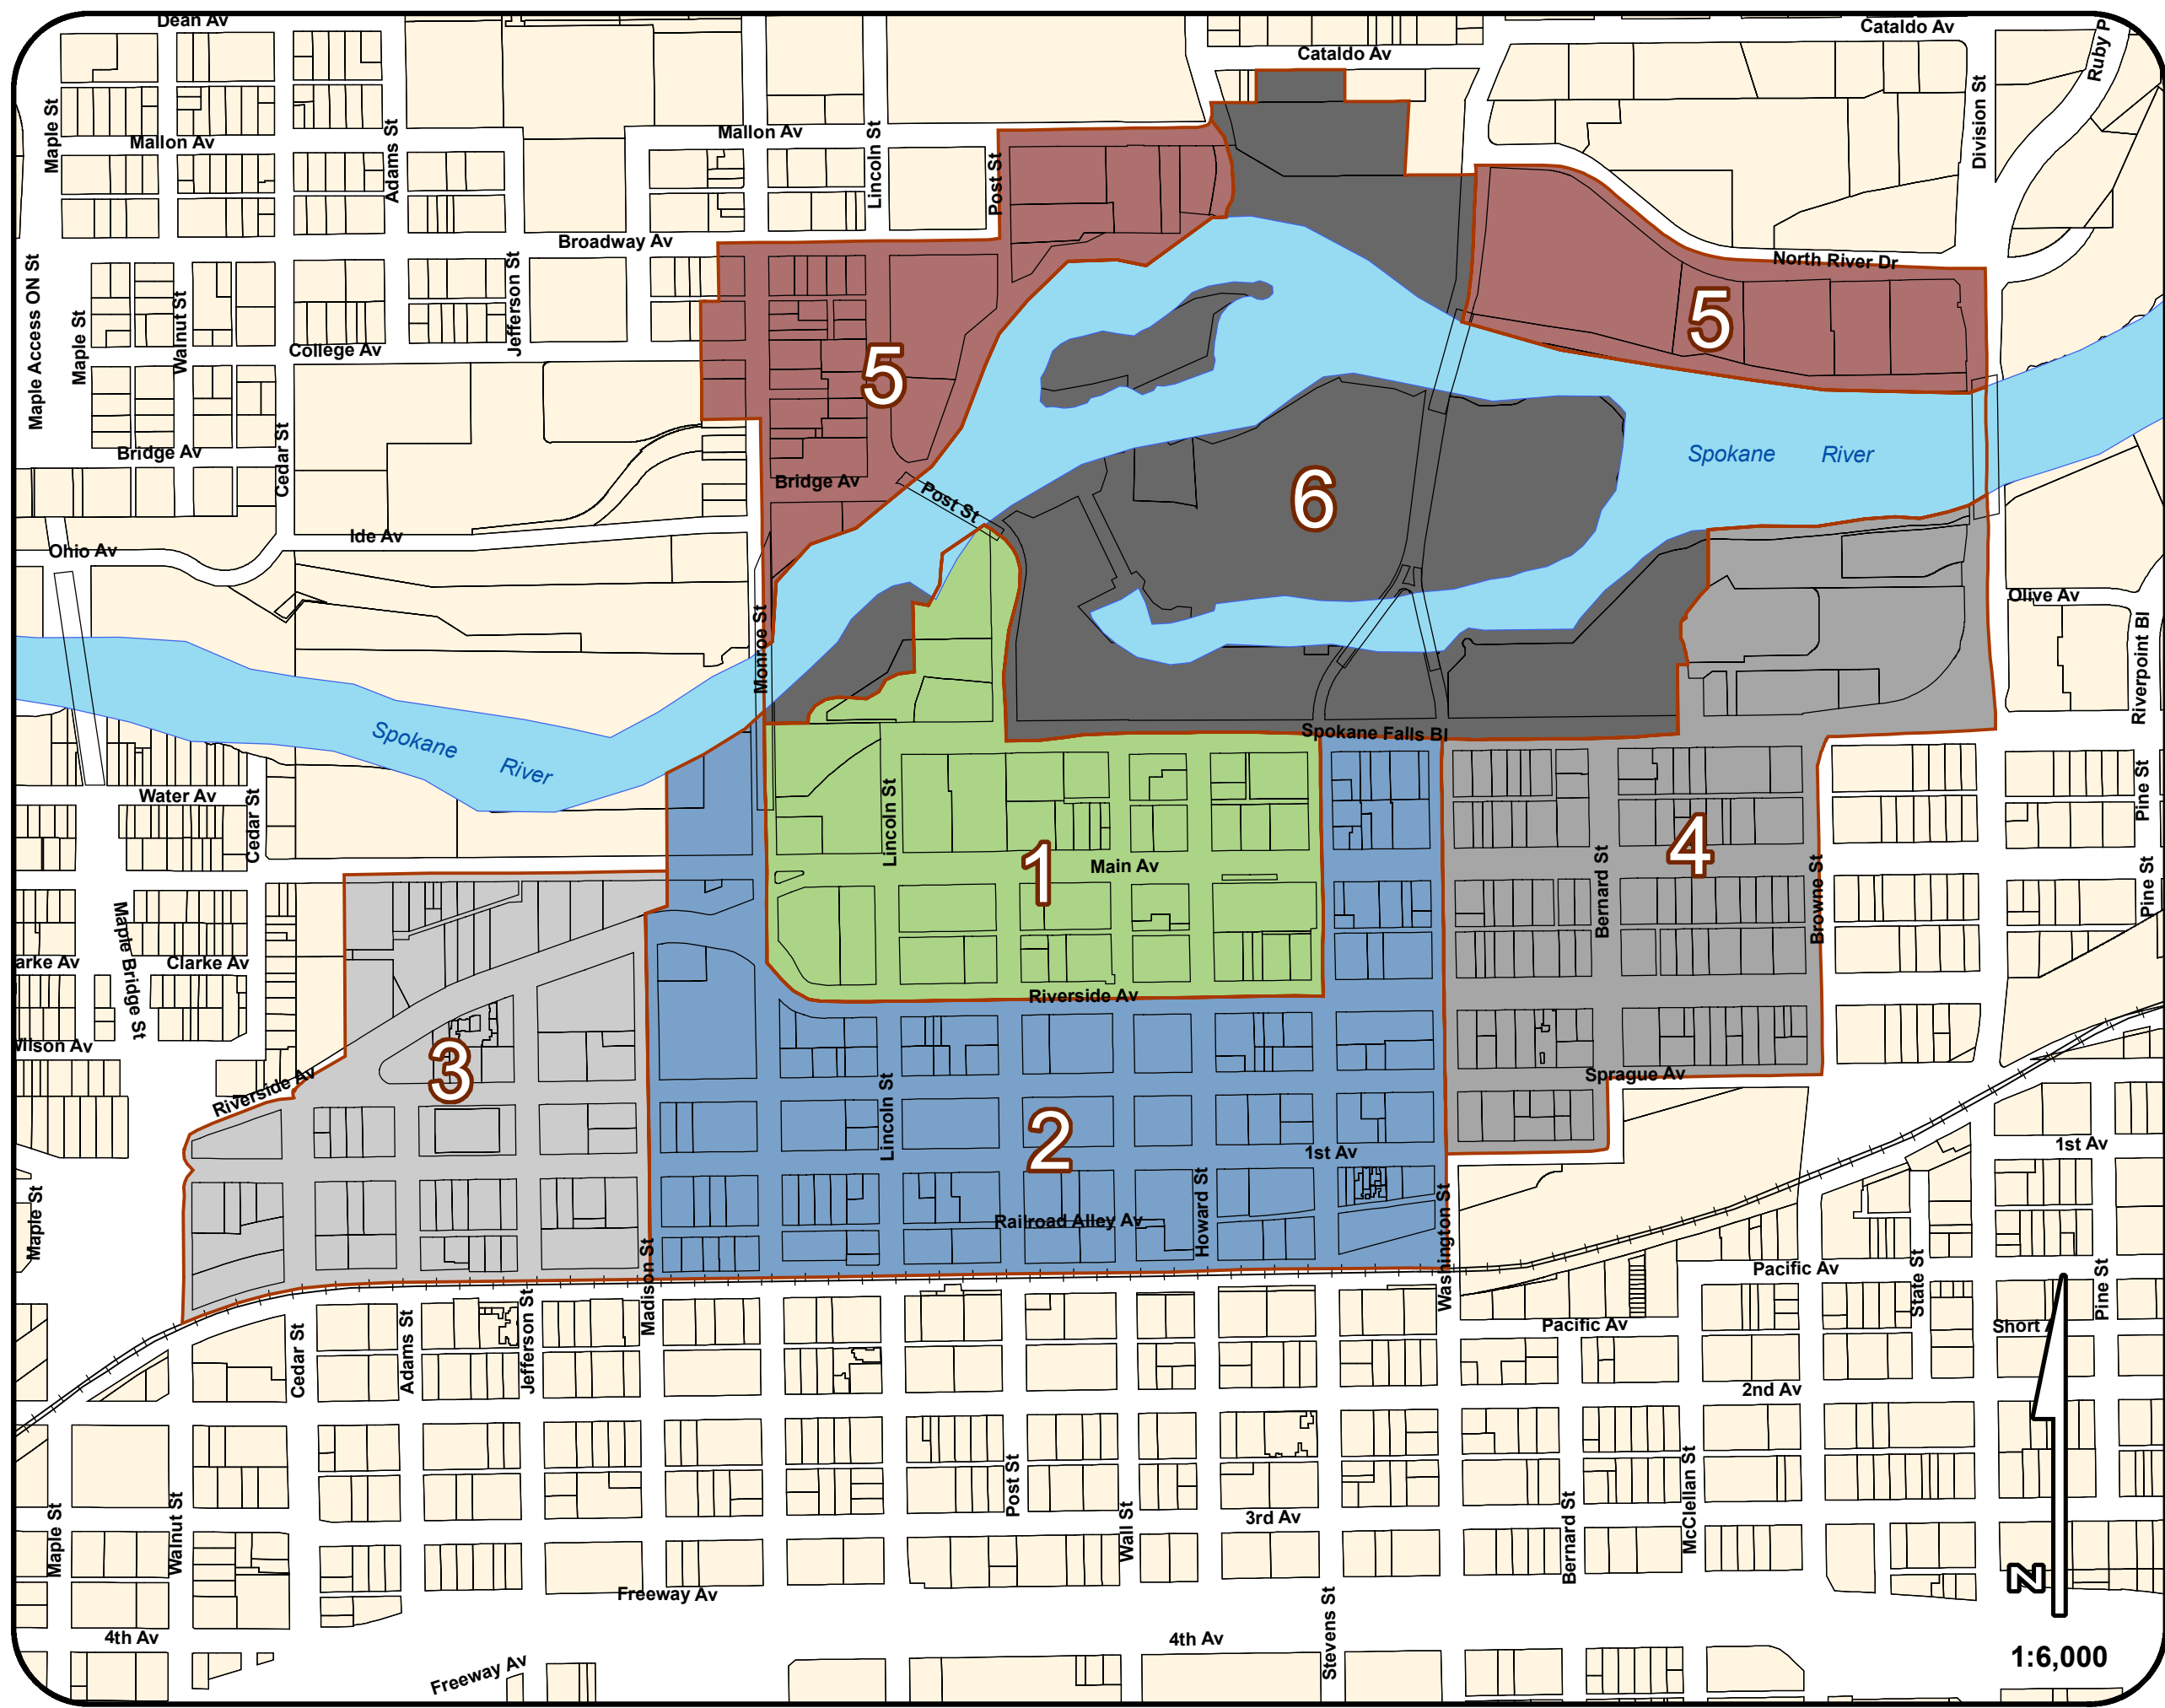 Dean Av
Cataldo Av
Cataldo Av
Ruby P
Maple St
Mallon Av
Adams St
Mallon Av
Lincoln St
Post St
Division St
Broadway Av
Maple Access ON St
Maple St
Walnut St
Jefferson St
College Av
North River Dr
5
5
Bridge Av
Cedar St
Bridge Av
Post St
6
Spokane River
Ohio Av
Ide Av
Monroe St
Olive Av
Riverpoint Bl
Spokane River
Spokane Falls Bl
Water Av
Cedar St
Lincoln St
1
Main Av
4
Bernard St
Browne St
Pine St
Pine St
arke Av
Maple Bridge St
Clarke Av
Riverside Av
Wilson Av
Riverside Av
3
Sprague Av
Lincoln St
2
1st Av
1st Av
Maple St
Railroad Alley Av
Howard St
Washington St
Madison St
Pacific Av
State St
Pine St
Cedar St
Adams St
Jefferson St
Pacific Av
Short
2nd Av
Maple St
Walnut St
Post St
Wall St
3rd Av
Bernard St
McClellan St
N
Freeway Av
4th Av
Freeway Av
4th Av
Stevens St
1:6,000